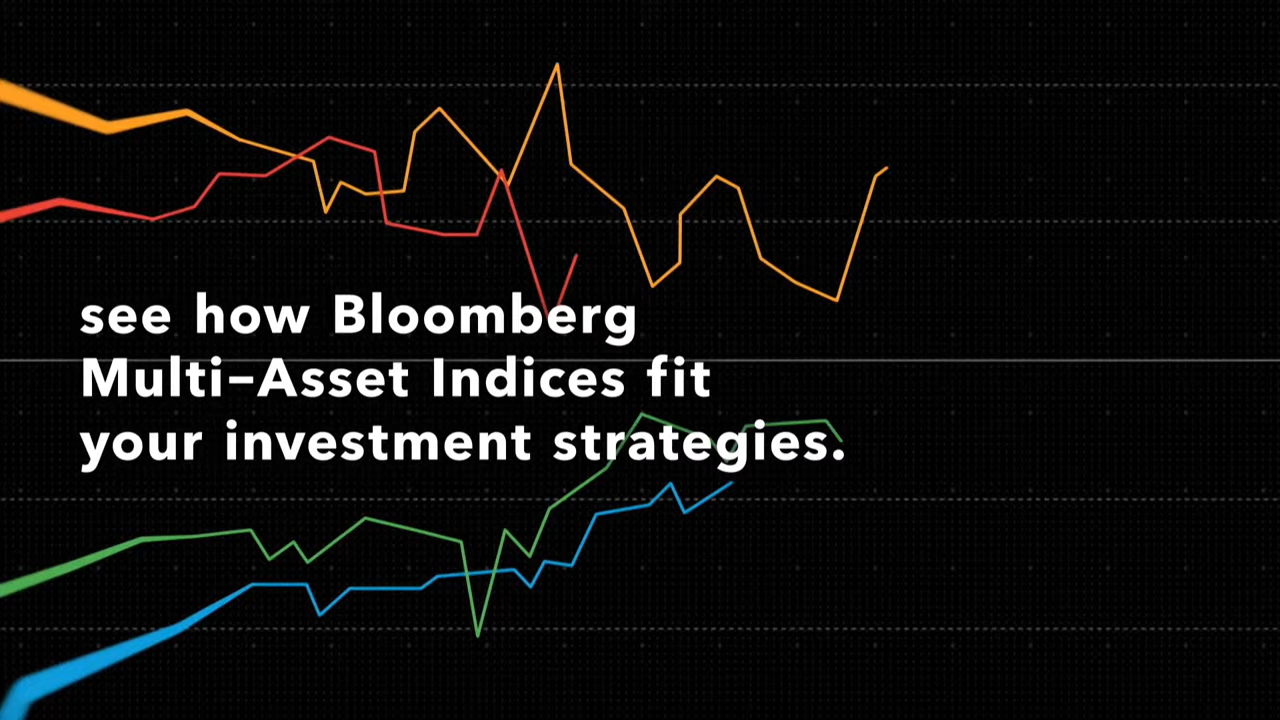 see how Bloomberg
Multi–Asset Indices fit
your investment strategies.